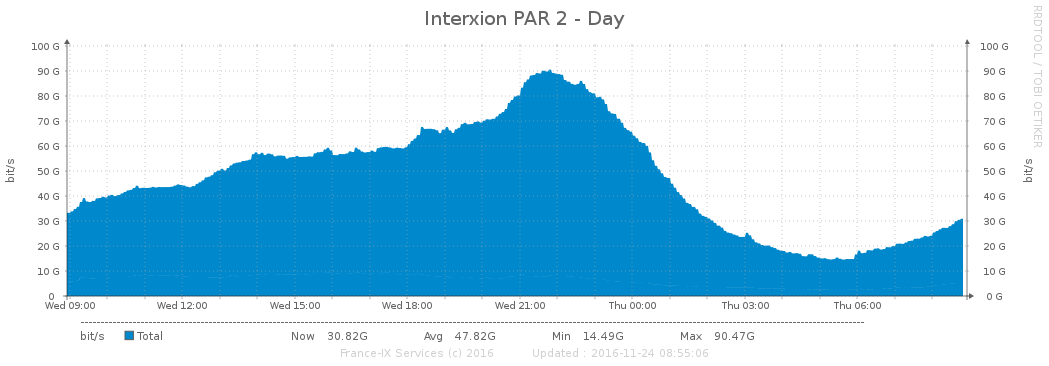 Interxion PAR 2 - Day
RRDTOOL / TOBI OETIKER
100 G 100 G
90 G 90 G
80 G 80 G
70 G 70 G
60 G 60 G
50 G 50 G
40 G 40 G
30 G 30 G
20 G 20 G
10 G 10 G
0 0 G
bit/s bit/s
Wed 09:00 Wed 12:00 Wed 15:00 Wed 18:00 Wed 21:00 Thu 00:00 Thu 03:00 Thu 06:00
bit/s Total Now 30.82G Avg 47.82G Min 14.49G Max 90.47G
France-IX Services (c) 2016 Updated : 2016-11-24 08:55:06